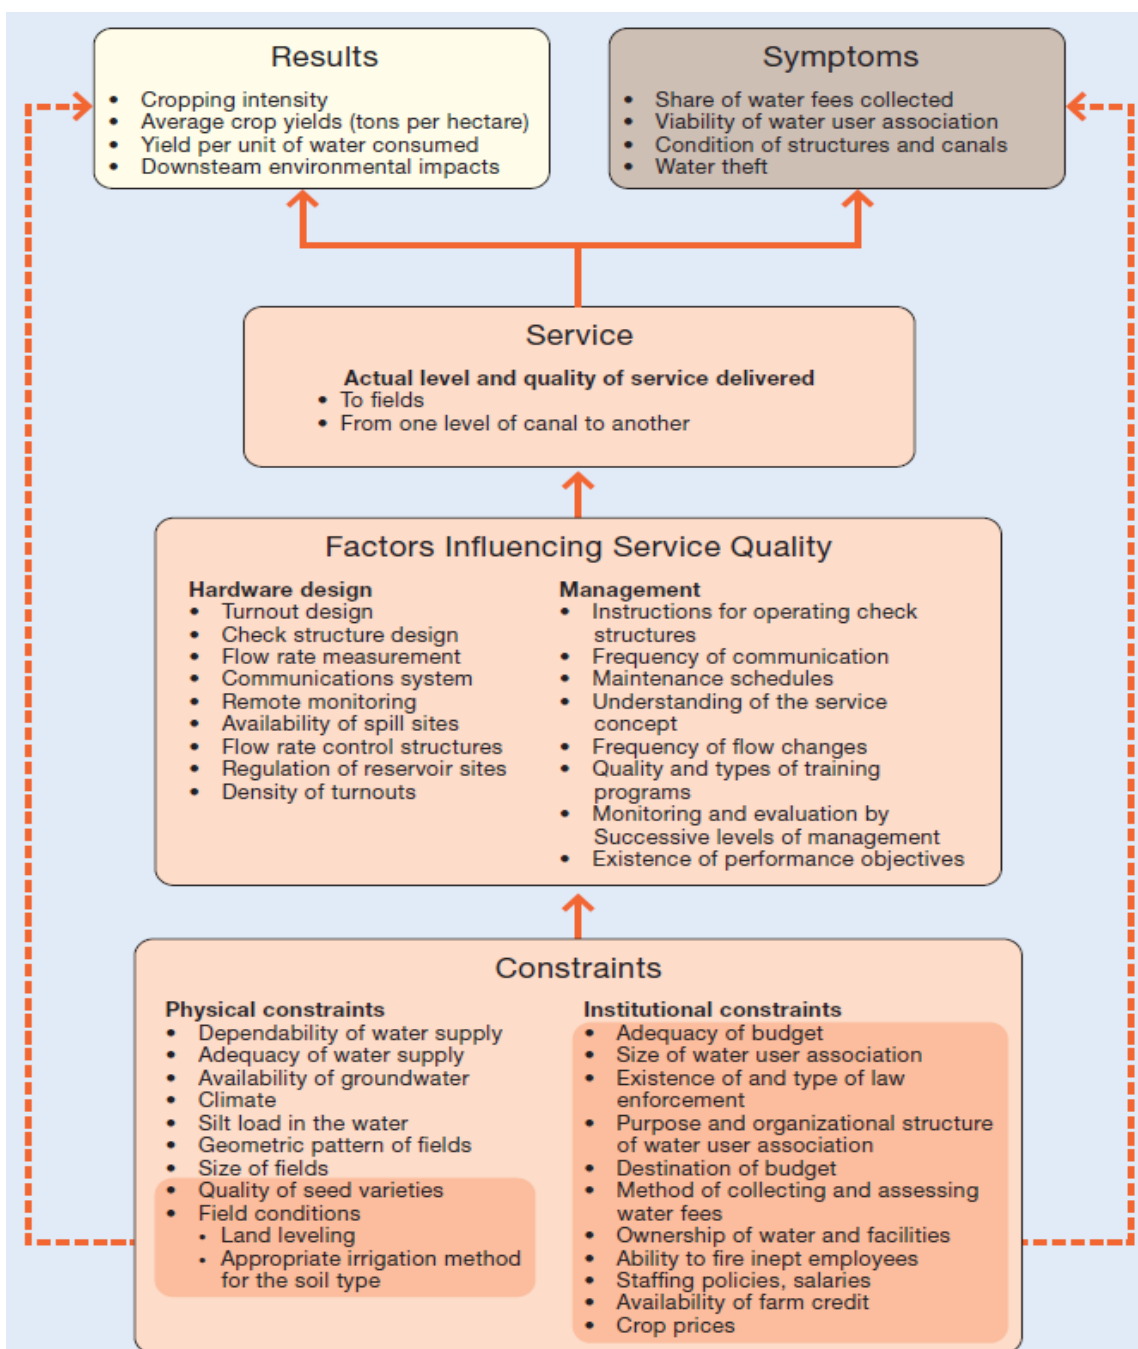 Results
• Cropping intensity
• Average crop yields (tons per hectare)
• Yield per unit of water consumed
• Downsteam environmental impacts
Symptoms
• Share of water fees collected
• Viability of water user association
• Condition of structures and canals
• Water theft
Service
Actual level and quality of service delivered
• To fields
• From one level of canal to another
Factors Influencing Service Quality
Hardware design
• Turnout design
• Check structure design
• Flow rate measurement
• Communications system
• Remote monitoring
• Availability of spill sites
• Flow rate control structures
• Regulation of reservoir sites
• Density of turnouts
Management
• Instructions for operating check
structures
• Frequency of communication
• Maintenance schedules
• Understanding of the service
concept
• Frequency of flow changes
• Quality and types of training
programs
• Monitoring and evaluation by
Successive levels of management
• Existence of performance objectives
Constraints
Physical constraints
• Dependability of water supply
• Adequacy of water supply
• Availability of groundwater
• Climate
• Silt load in the water
• Geometric pattern of fields
• Size of fields
• Quality of seed varieties
• Field conditions
• Land leveling
• Appropriate irrigation method
for the soil type
Institutional constraints
• Adequacy of budget
• Size of water user association
• Existence of and type of law
enforcement
• Purpose and organizational structure
of water user association
• Destination of budget
• Method of collecting and assessing
water fees
• Ownership of water and facilities
• Ability to fire inept employees
• Staffing policies, salaries
• Availability of farm credit
• Crop prices